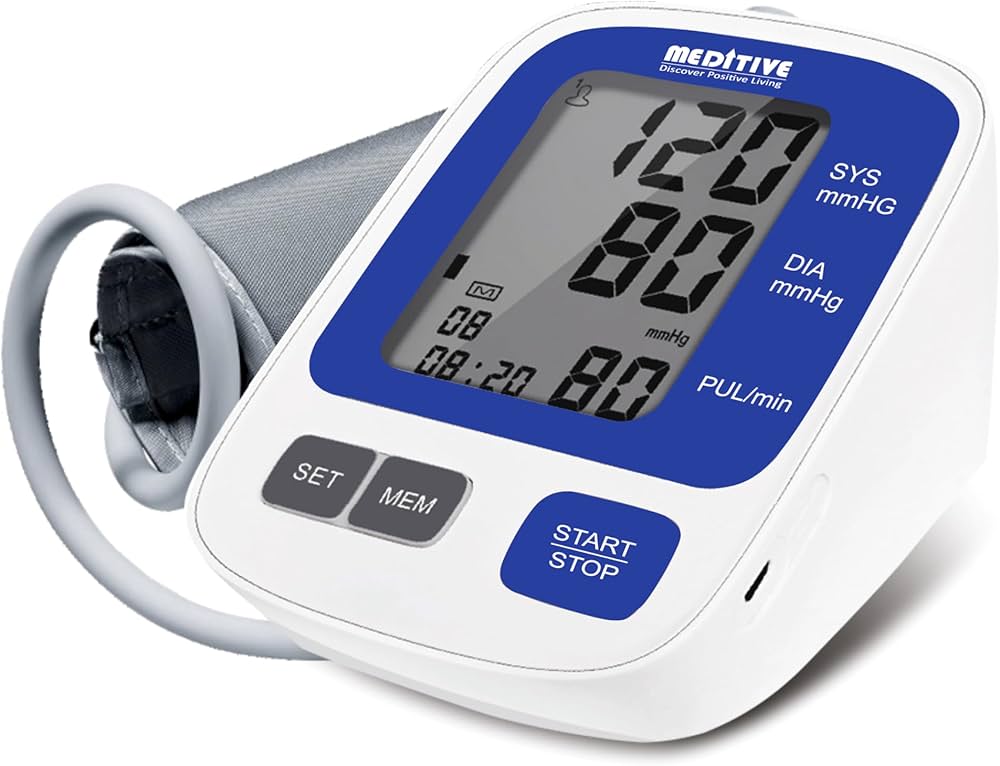 MEDITIVE
Discover Positive Living
1
120
SYS
mmHG
80
DIA
mmHg
M
08
mmHg
08:20
80
PUL/min
SET
MEM
START
STOP